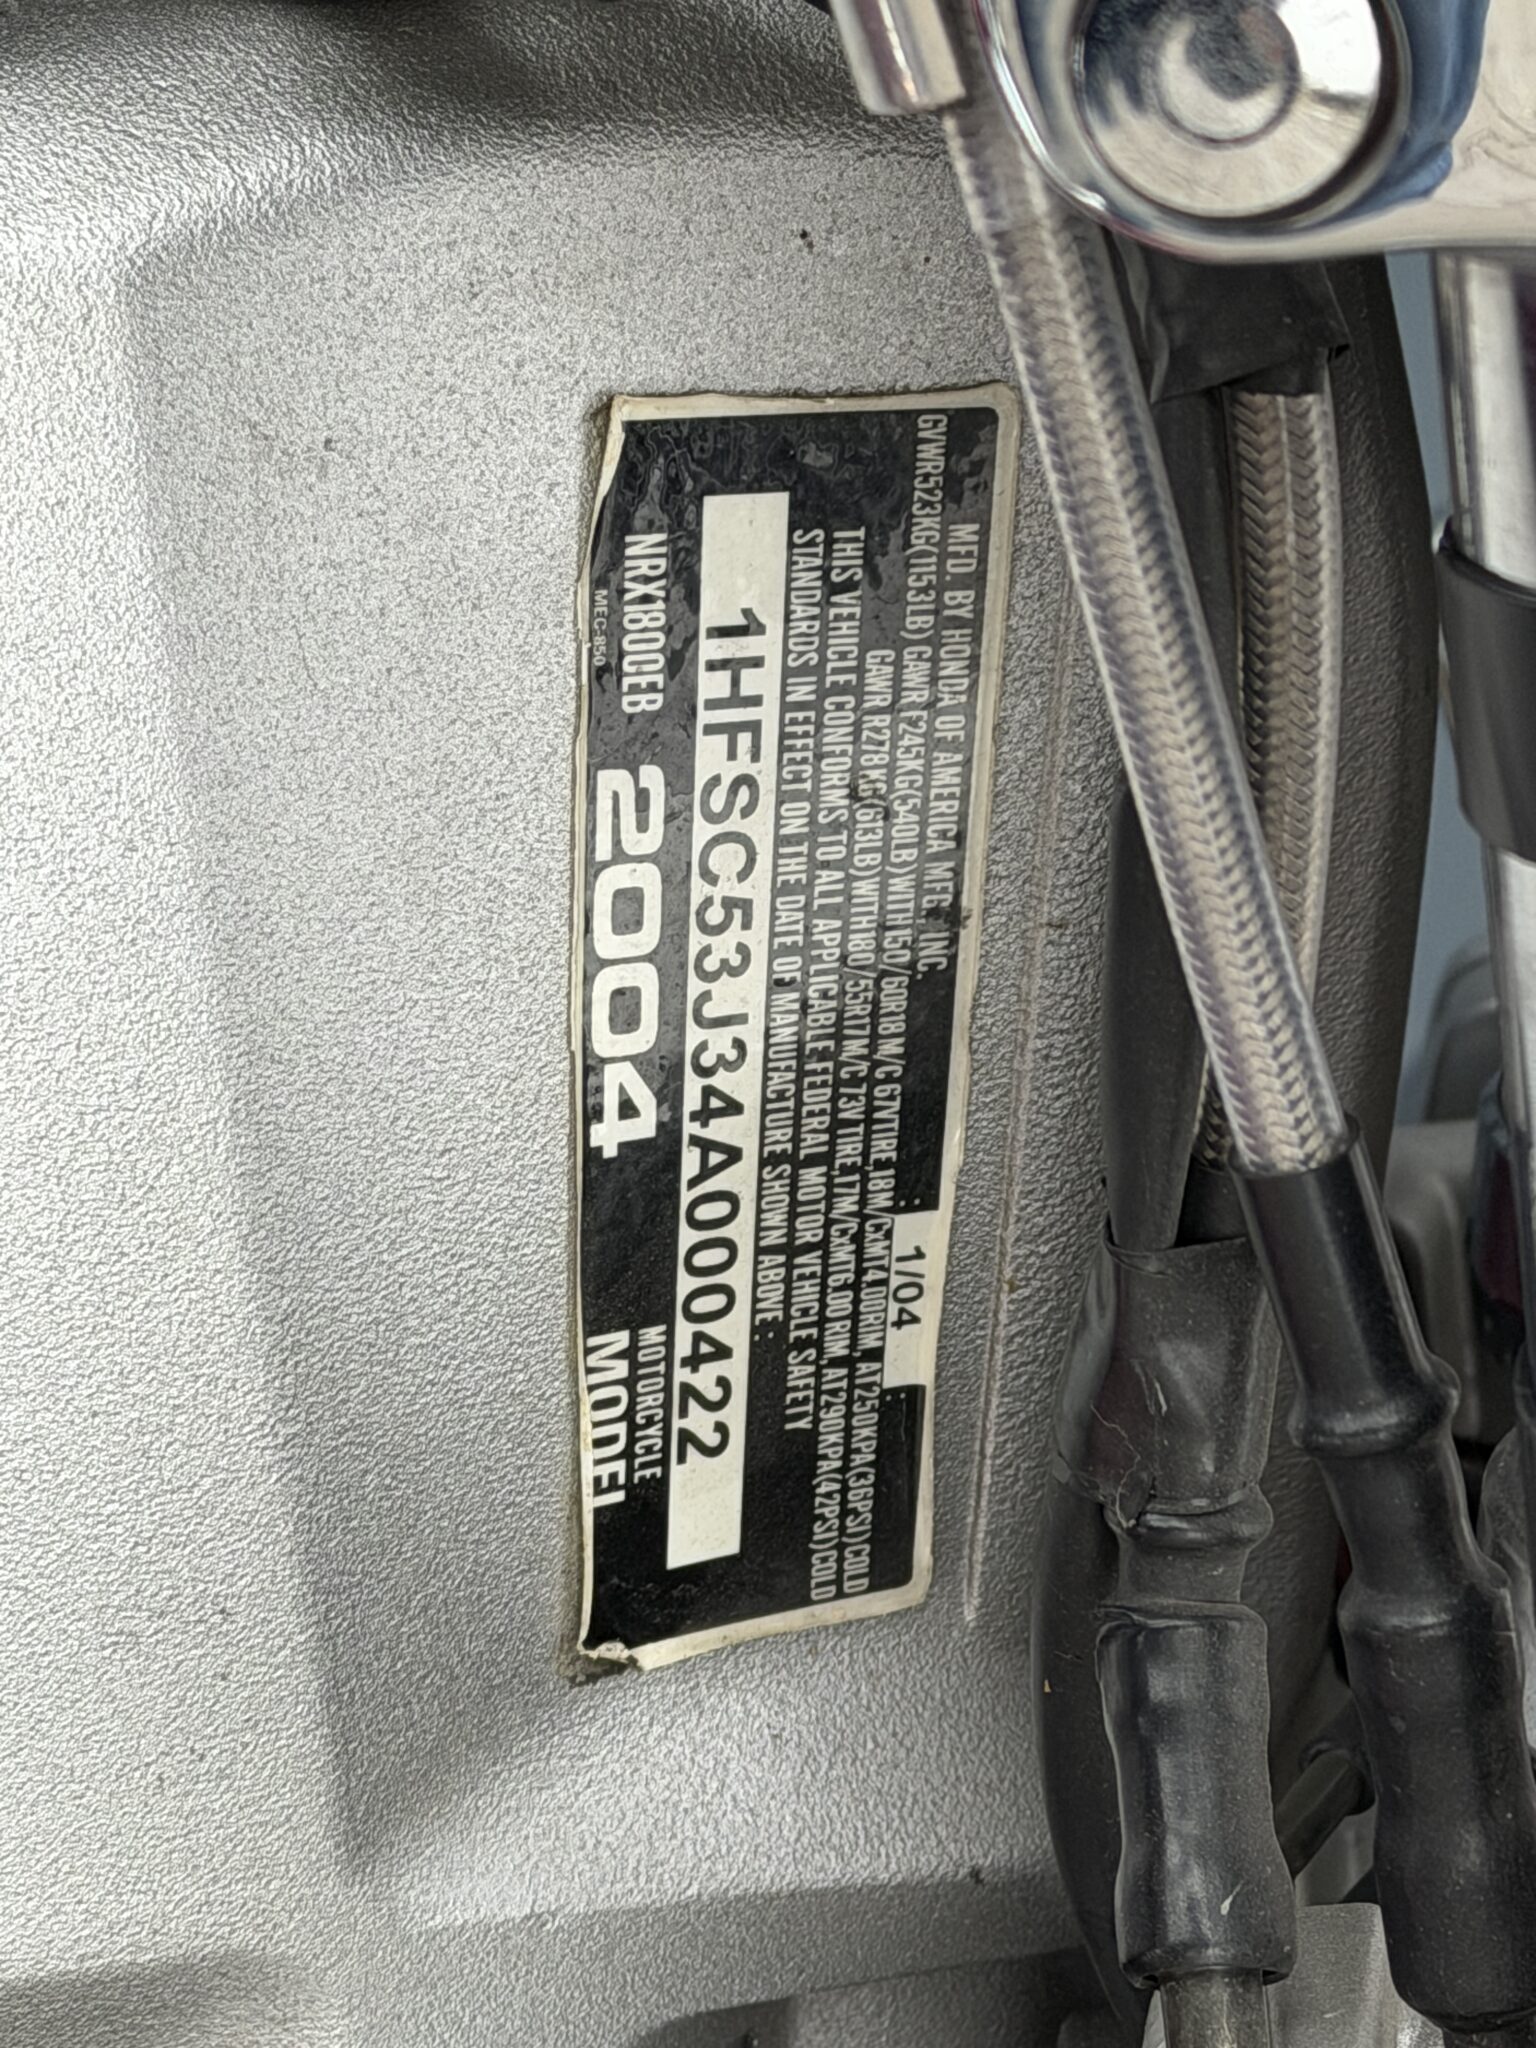 MFD. BY HONDA OF AMERICA MFG., INC. : 1/04 :
GVWR523KG(1153LB) GAWR F245KG(540LB)WITH150/60R18M/C 67VTIRE,18M/CXMT4.00RIM, AT250KPA(36PSI)COLD
GAWR R278KG(613LB)WITH180/55R17M/C 73V TIRE,17M/CXMT6.00 RIM,AT290KPA(42PSI)COLD
THIS VEHICLE CONFORMS TO ALL APPLICABLE FEDERAL MOTOR VEHICLE SAFETY
STANDARDS IN EFFECT ON THE DATE OF MANUFACTURE SHOWN ABOVE :
1HFSC53J34A000422
NRX1800EB 2004 MOTORCYCLE
MODEL
MEC-850